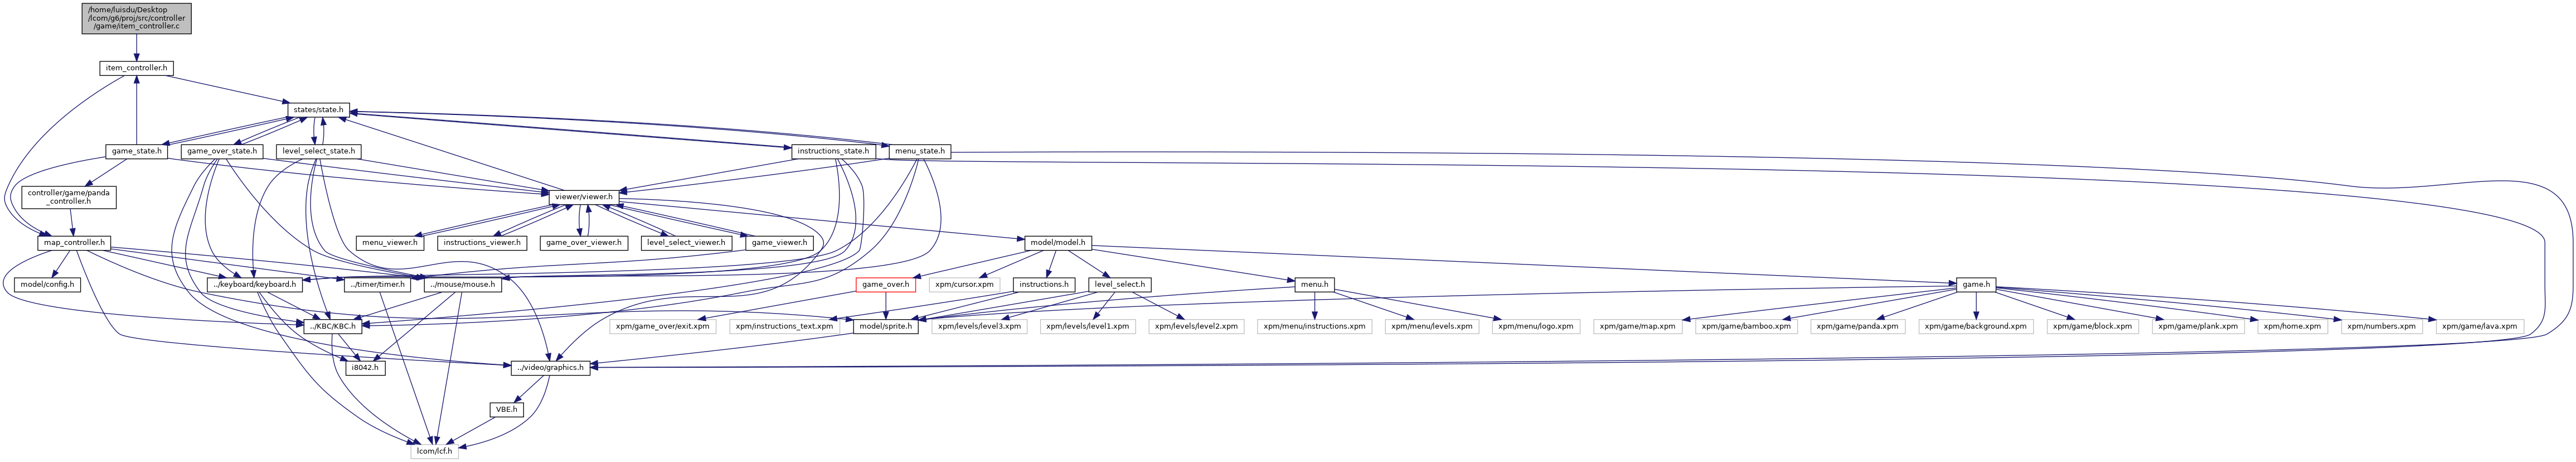 /home/luisdu/Desktop
/lcom/g6/proj/src/controller
/game/item_controller.c
item_controller.h
states/state.h
game_state.h
game_over_state.h
level_select_state.h
instructions_state.h
menu_state.h
controller/game/panda
_controller.h
viewer/viewer.h
map_controller.h
menu_viewer.h
instructions_viewer.h
game_over_viewer.h
level_select_viewer.h
game_viewer.h
model/model.h
model/config.h
../keyboard/keyboard.h
../timer/timer.h
../mouse/mouse.h
game_over.h
xpm/cursor.xpm
instructions.h
level_select.h
menu.h
game.h
../KBC/KBC.h
xpm/game_over/exit.xpm
xpm/instructions_text.xpm
model/sprite.h
xpm/levels/level3.xpm
xpm/levels/level1.xpm
xpm/levels/level2.xpm
xpm/menu/instructions.xpm
xpm/menu/levels.xpm
xpm/menu/logo.xpm
xpm/game/map.xpm
xpm/game/bamboo.xpm
xpm/game/panda.xpm
xpm/game/background.xpm
xpm/game/block.xpm
xpm/game/plank.xpm
xpm/home.xpm
xpm/numbers.xpm
xpm/game/lava.xpm
i8042.h
../video/graphics.h
VBE.h
lcom/lcf.h